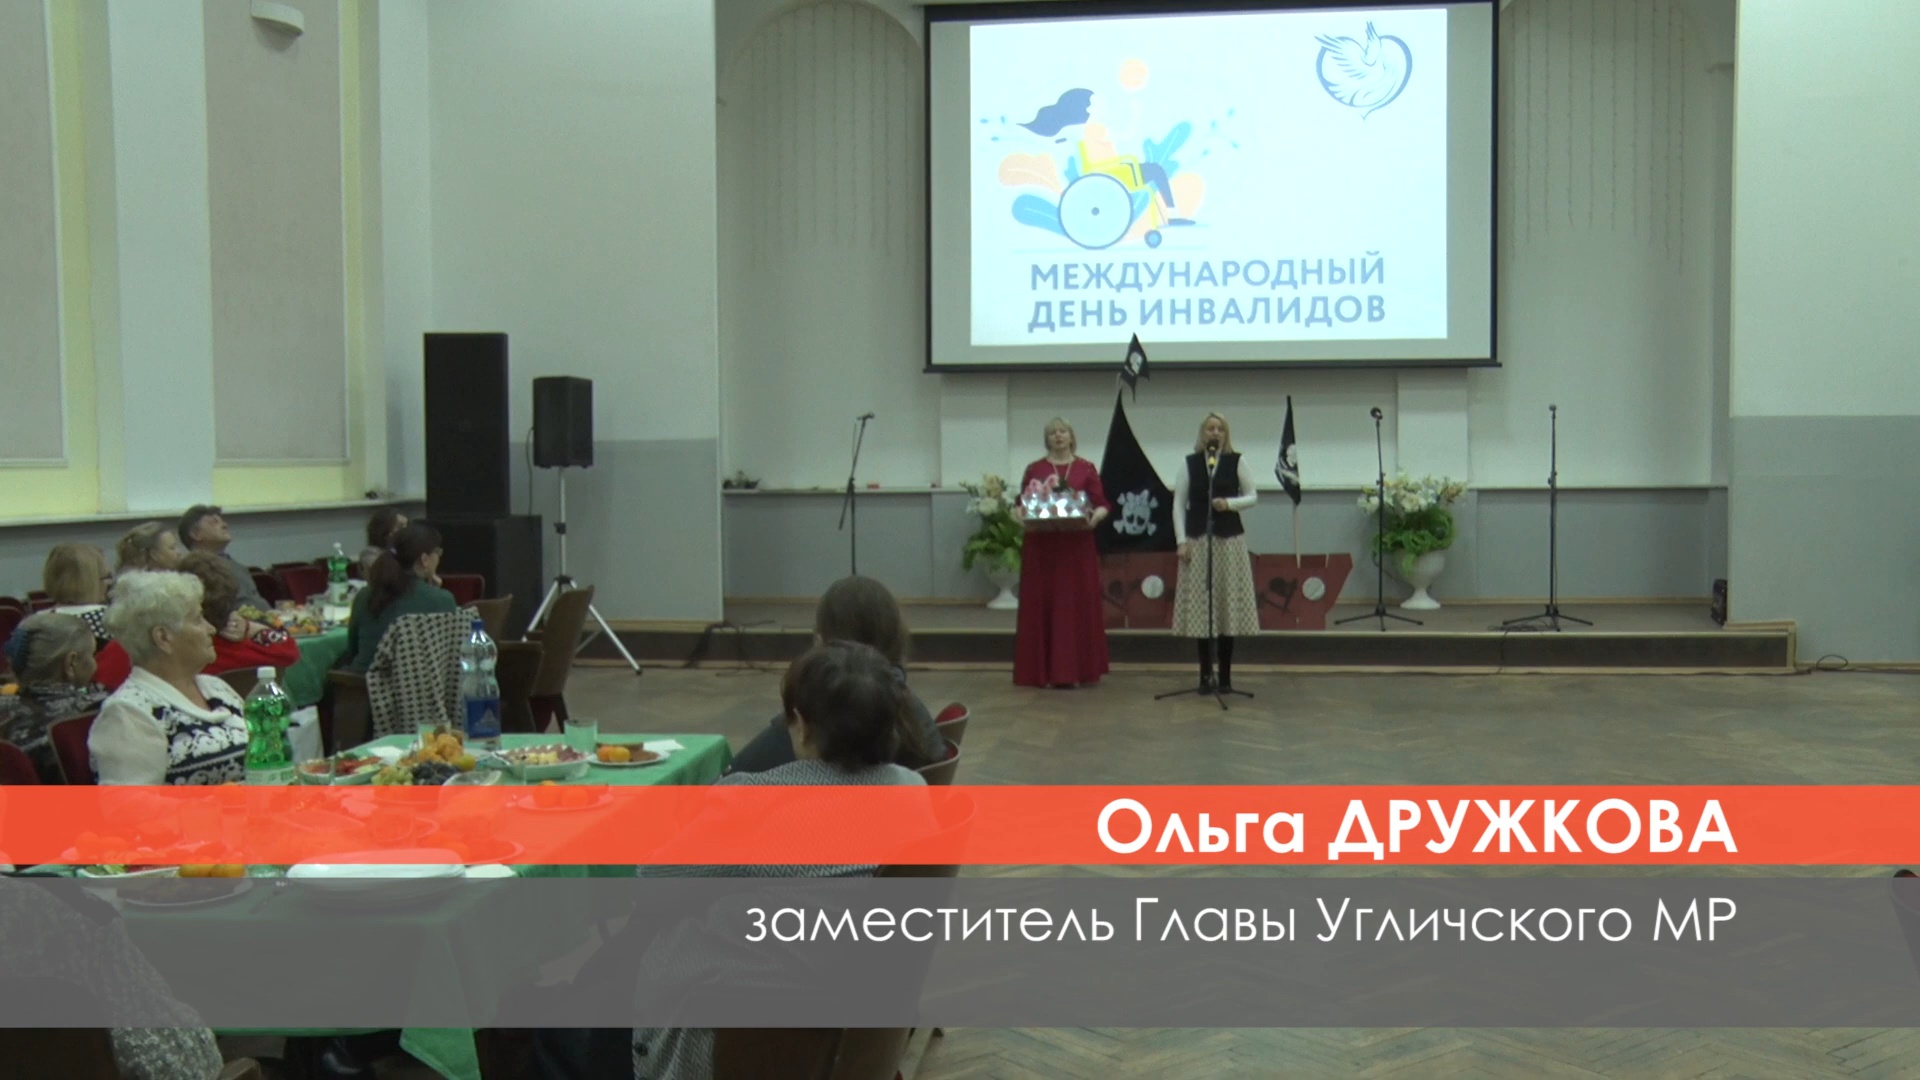 МЕЖДУНАРОДНЫЙ
ДЕНЬ ИНВАЛИДОВ
Ольга ДРУЖКОВА
заместитель Главы Угличского МР